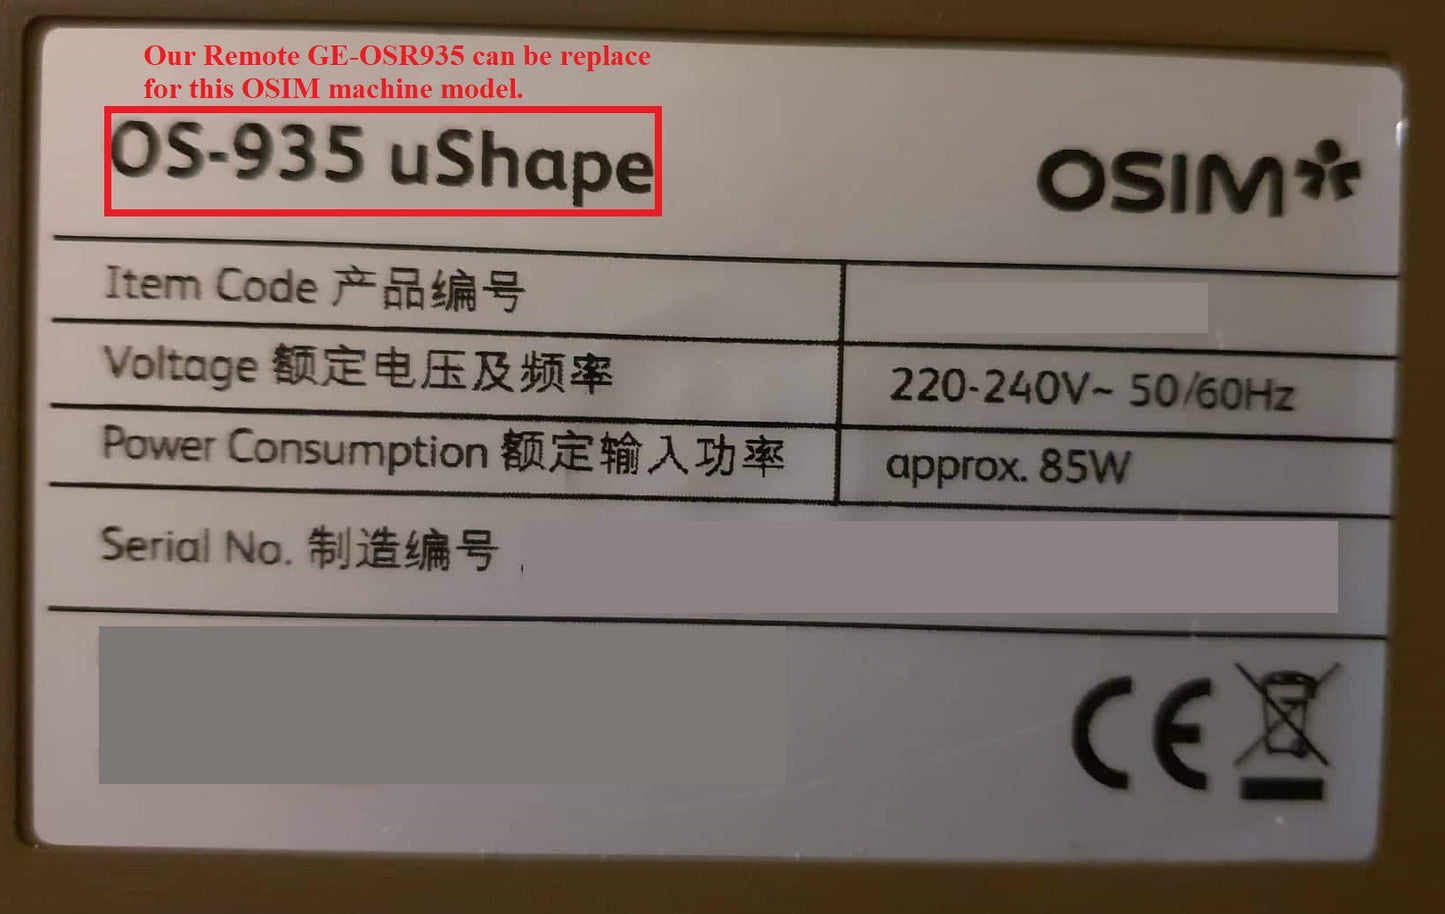 Our Remote GE-OSR935 can be replace
for this OSIM machine model.
OS-935 uShape
OSIM
Item Code 产品编号
Voltage 额定电压及频率 220-240V~ 50/60Hz
Power Consumption 额定输入功率 approx. 85W
Serial No. 制造编号
CE